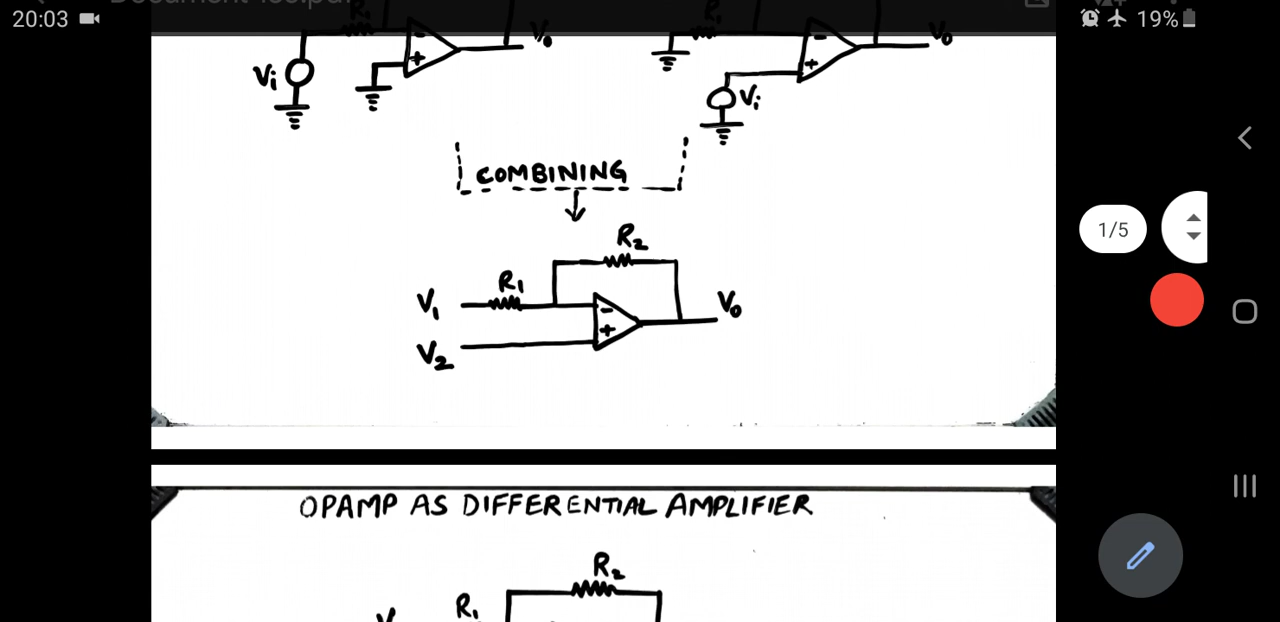 20:03
19%
Vo
Vo
Vi
+
+
Vi
COMBINING
R2
R1
V1
Vo
-
+
V2
1/5
OPAMP AS DIFFERENTIAL AMPLIFIER
R2
R1